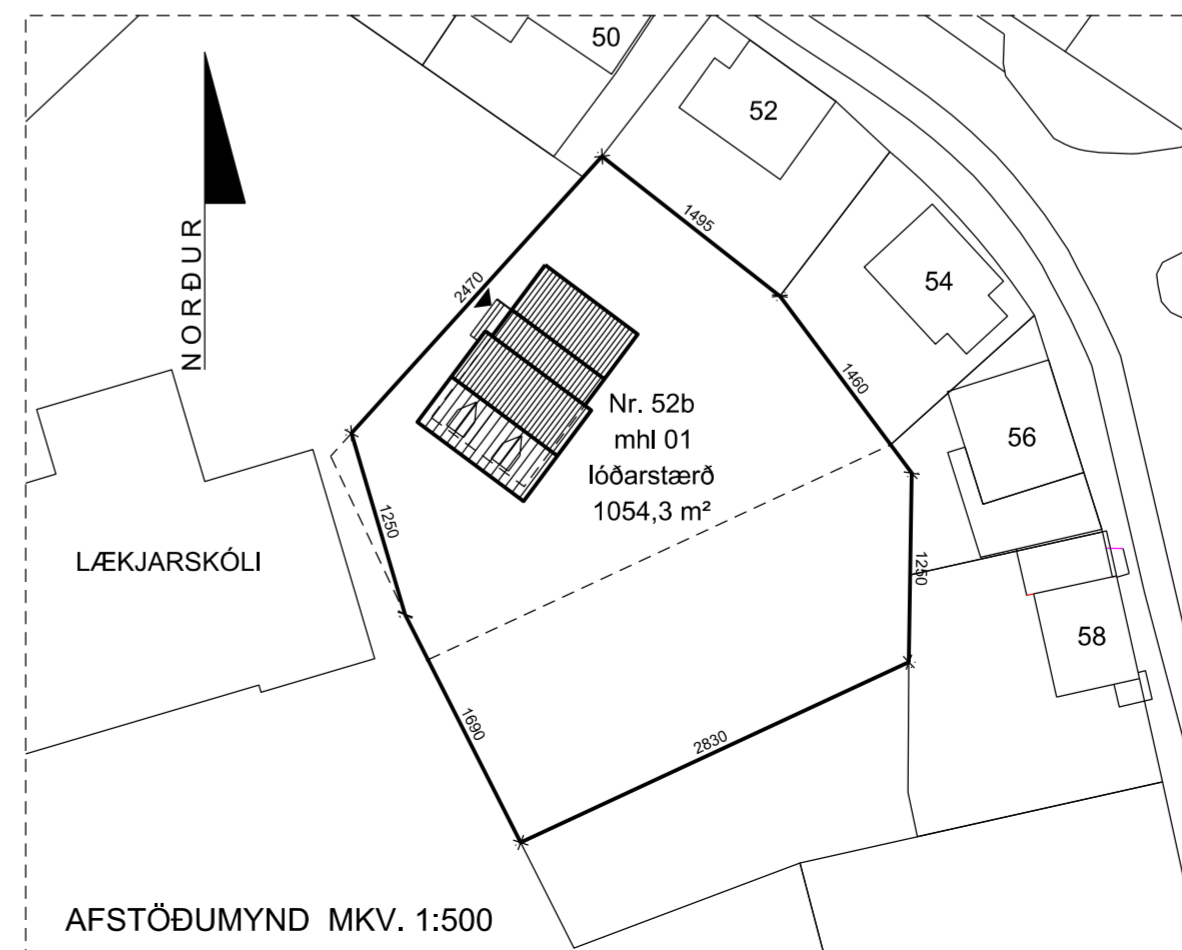 50
52
1495
54
NORÐUR
2470
1460
Nr. 52b
mhl 01
lóðarstærð
1054,3 m²
56
1250
LÆKJARSKÓLI
1250
58
1690
2830
AFSTÖÐUMYND MKV. 1:500